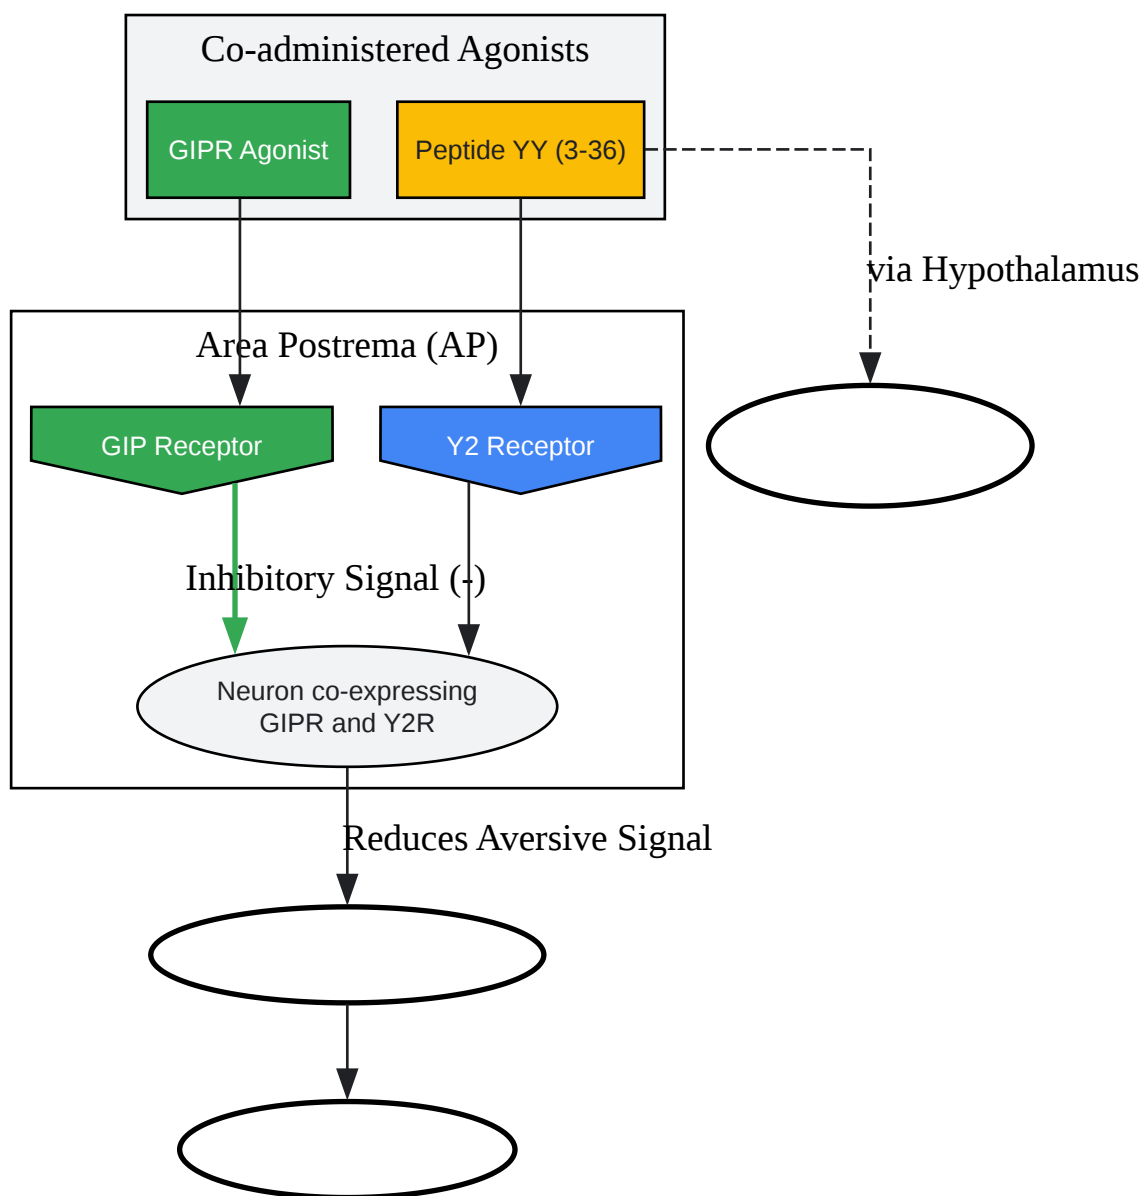 Co-administered Agonists
GIPR Agonist
Peptide YY (3-36)
via Hypothalamus
Area Postrema (AP)
GIP Receptor
Y2 Receptor
Inhibitory Signal (-)
Neuron co-expressing
GIPR and Y2R
Reduces Aversive Signal